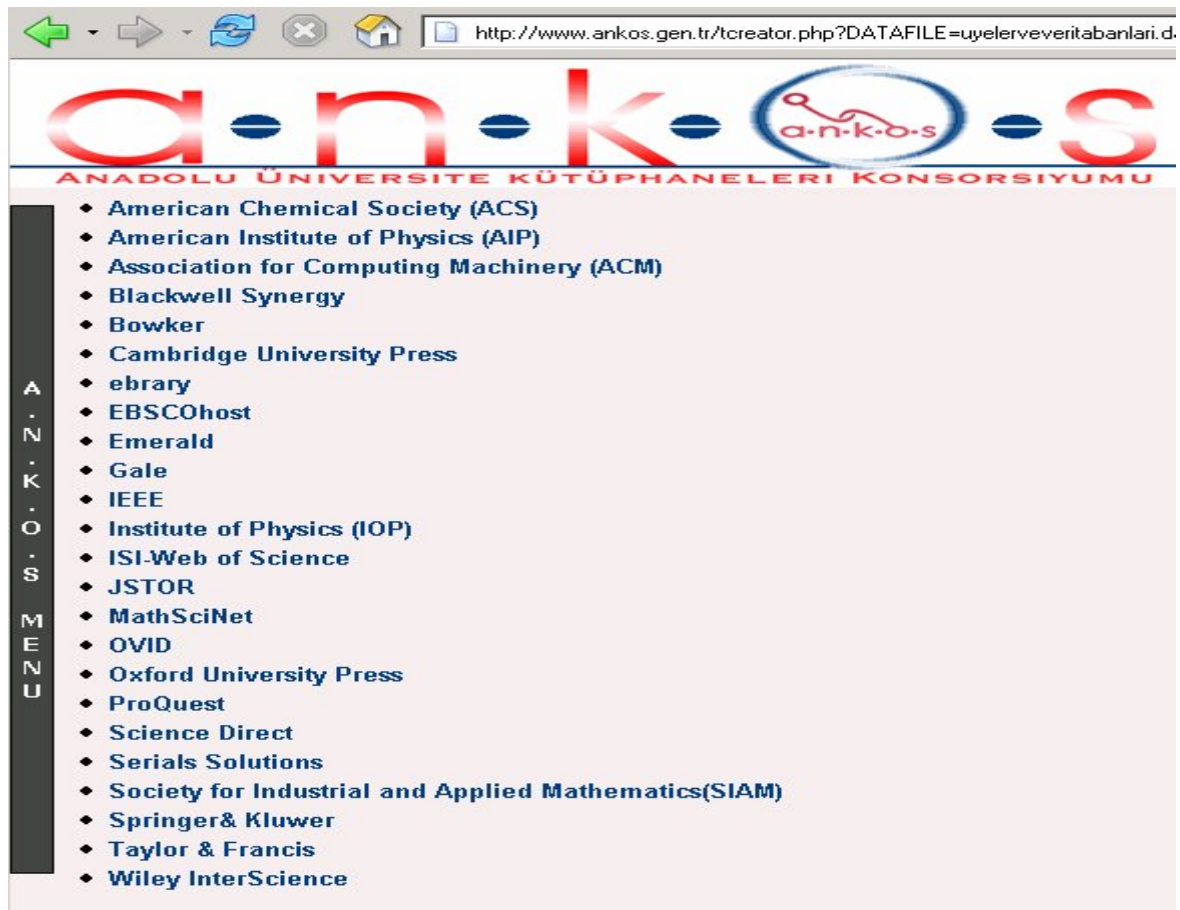 http://www.ankos.gen.tr/tcreator.php?DATAFILE=uyelerveveritabanlari.d
a·n·k·o·s
a·n·k·o·s
ANADOLU ÜNIVERSITE KÜTÜPHANELERI KONSORSIYUMU
A.N.K.O.S MENU
American Chemical Society (ACS)
American Institute of Physics (AIP)
Association for Computing Machinery (ACM)
Blackwell Synergy
Bowker
Cambridge University Press
ebrary
EBSCOhost
Emerald
Gale
IEEE
Institute of Physics (IOP)
ISI-Web of Science
JSTOR
MathSciNet
OVID
Oxford University Press
ProQuest
Science Direct
Serials Solutions
Society for Industrial and Applied Mathematics(SIAM)
Springer& Kluwer
Taylor & Francis
Wiley InterScience